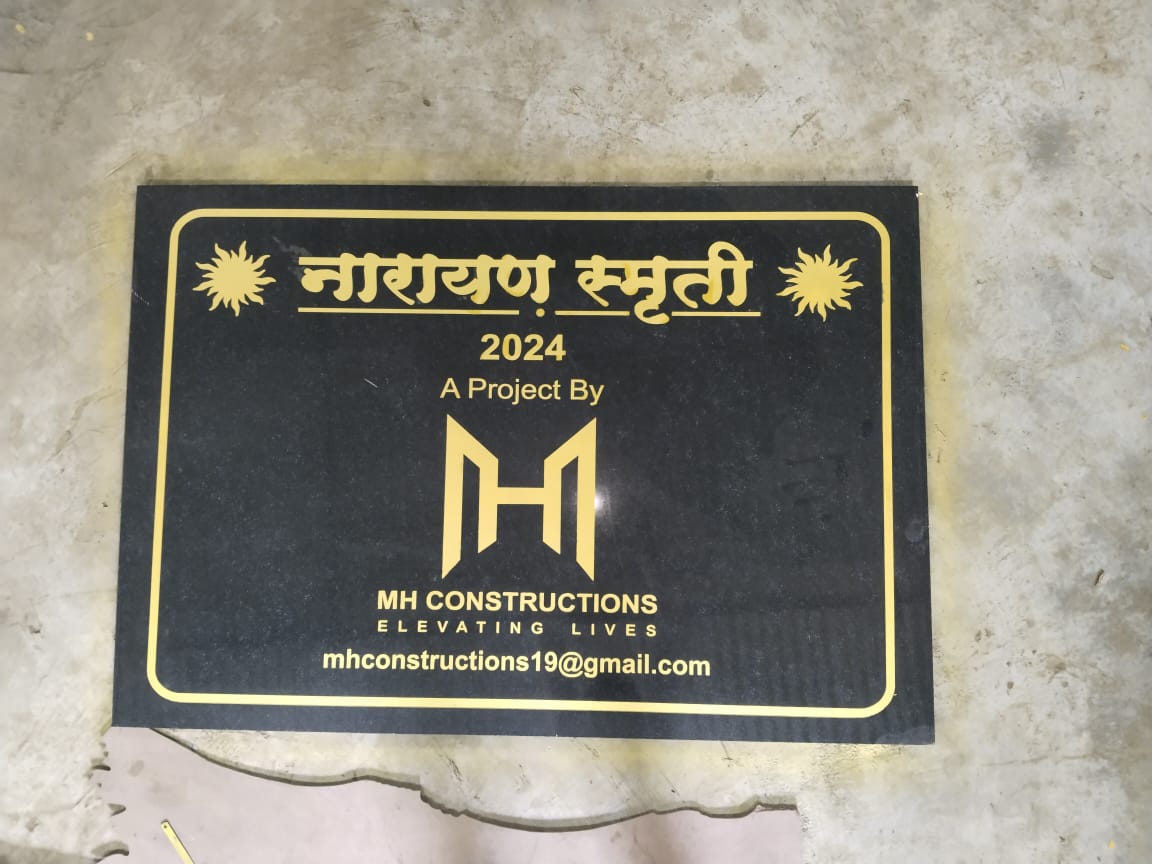 नारायण स्मृती
2024
A Project By
MH
MH CONSTRUCTIONS
ELEVATING LIVES
mhconstructions19@gmail.com